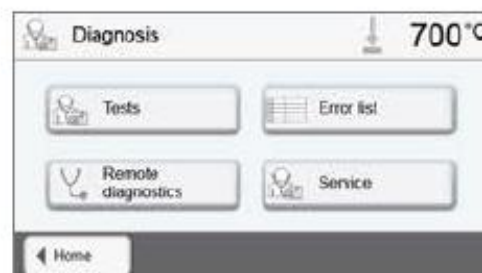 Diagnosis
700°C
Tests
Error list
Remote
diagnostics
Service
Home